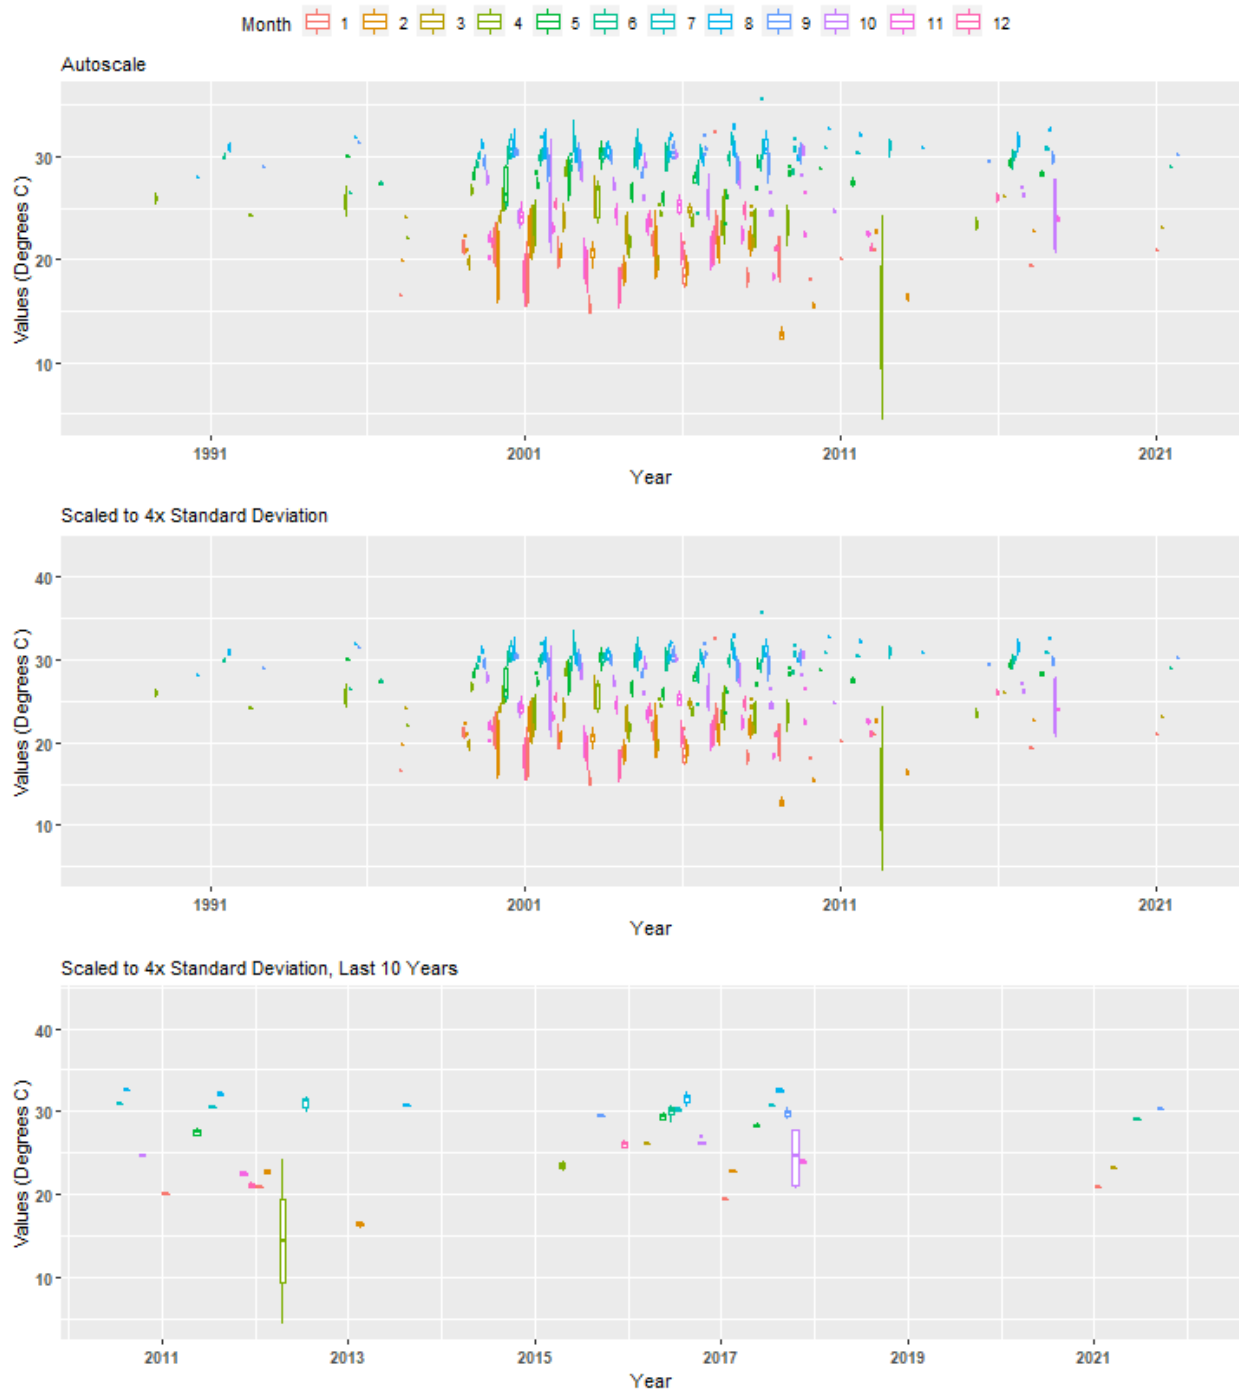 Month 1 2 3 4 5 6 7 8 9 10 11 12
Autoscale
Values (Degrees C)
30
20
10
1991 2001 2011 2021
Year
Scaled to 4x Standard Deviation
Values (Degrees C)
40
30
20
10
1991 2001 2011 2021
Year
Scaled to 4x Standard Deviation, Last 10 Years
Values (Degrees C)
40
30
20
10
2011 2013 2015 2017 2019 2021
Year